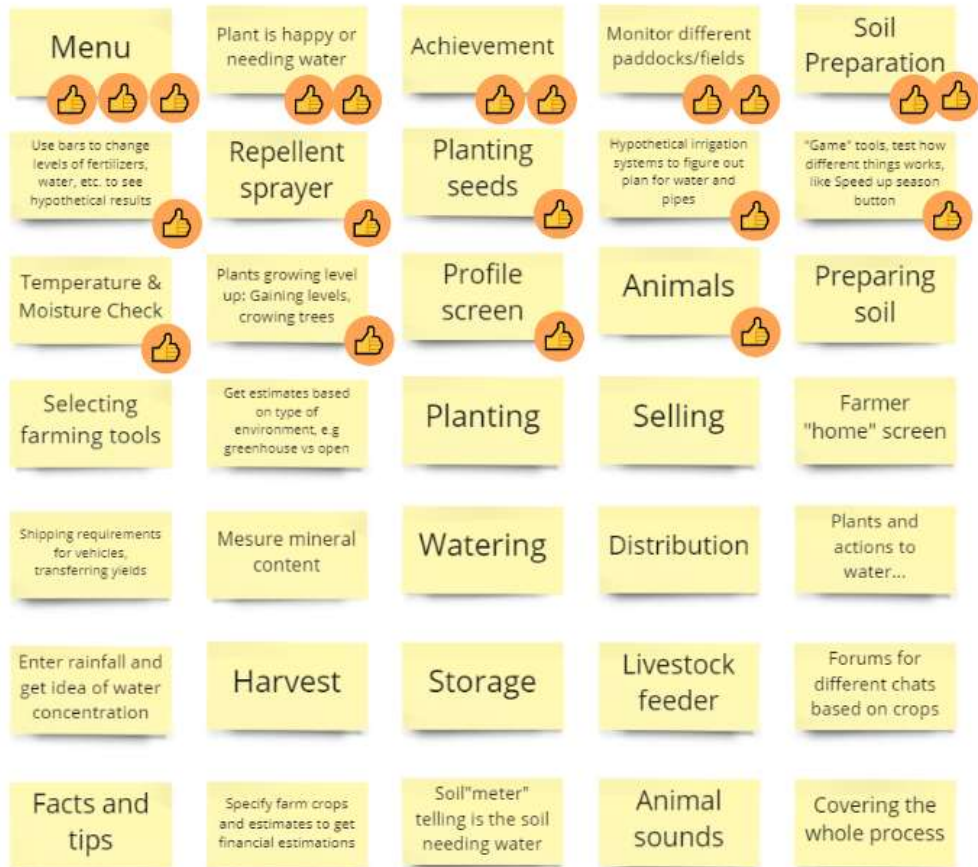 Menu
Plant is happy or
needing water
Achievement
Monitor different
paddocks/fields
Soil
Preparation
Use bars to change
levels of fertilizers,
water, etc. to see
hypothetical results
Repellent
sprayer
Planting
seeds
Hypothetical irrigation
systems to figure out
plan for water and
pipes
"Game" tools, test how
different things works,
like Speed up season
button
Temperature &
Moisture Check
Plants growing level
up: Gaining levels,
crowing trees
Profile
screen
Animals
Preparing
soil
Selecting
farming tools
Get estimates based
on type of
environment, e.g
greenhouse vs open
Planting
Selling
Farmer
"home" screen
Shipping requirements
for vehicles,
transferring yields
Mesure mineral
content
Watering
Distribution
Plants and
actions to
water...
Enter rainfall and
get idea of water
concentration
Harvest
Storage
Livestock
feeder
Forums for
different chats
based on crops
Facts and
tips
Specify farm crops
and estimates to get
financial estimations
Soil"meter"
telling is the soil
needing water
Animal
sounds
Covering the
whole process